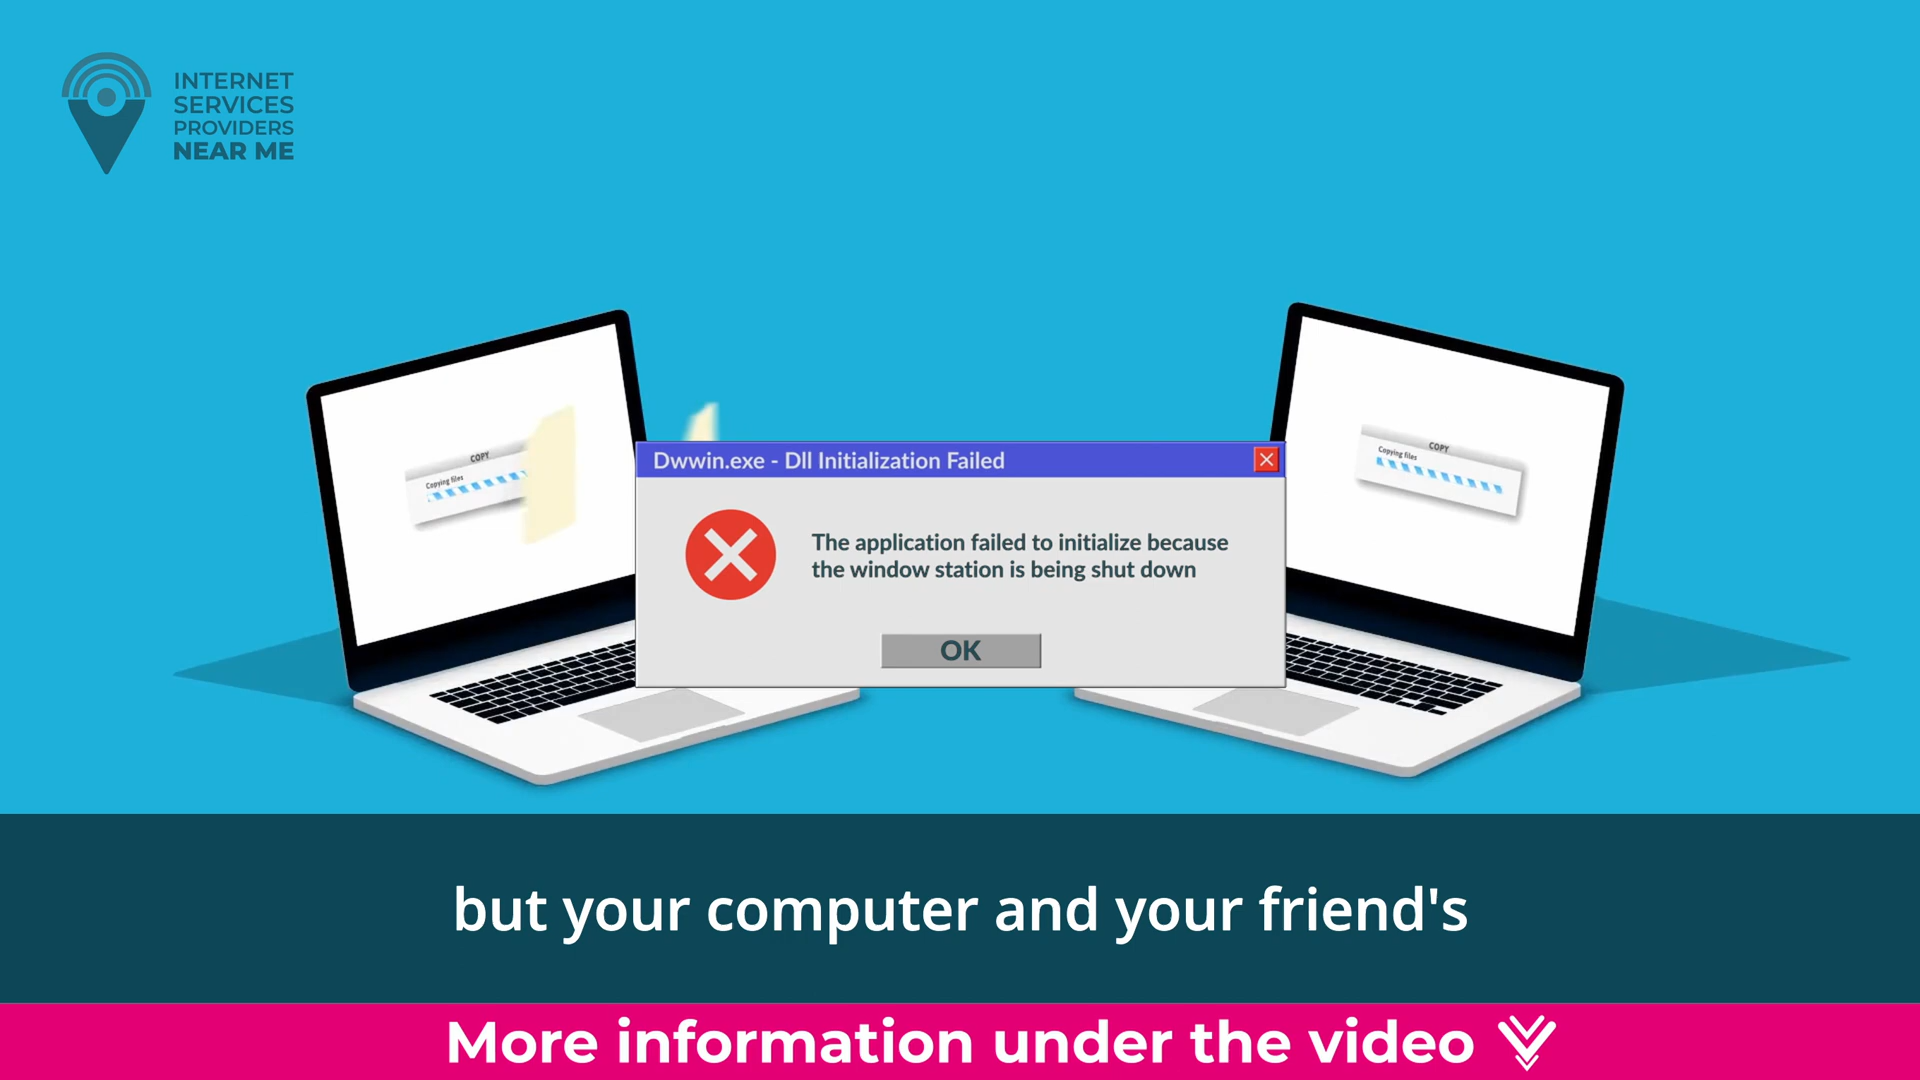 INTERNET
SERVICES
PROVIDERS
NEAR ME
COPY
Copying files
COPY
Copying files
Dwwin.exe - Dll Initialization Failed
The application failed to initialize because
the window station is being shut down
OK
but your computer and your friend's
More information under the video